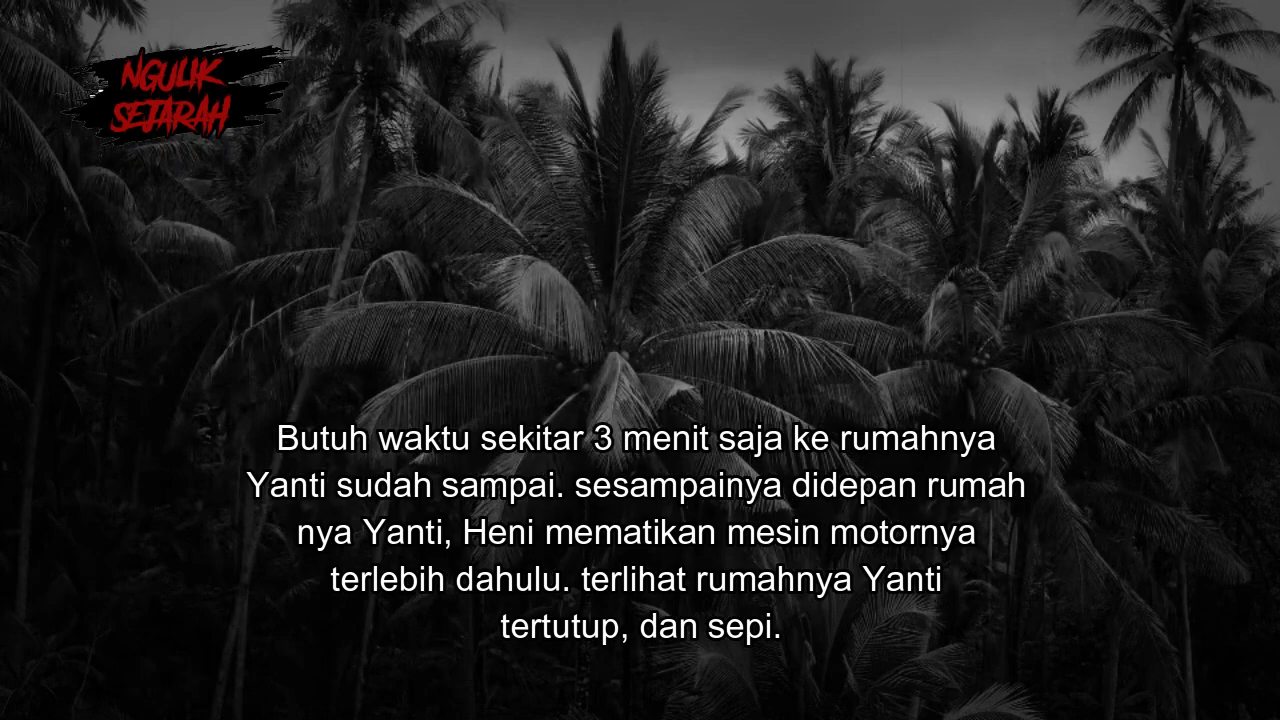 NGULIK
SEJARAH
Butuh waktu sekitar 3 menit saja ke rumahnya
Yanti sudah sampai. sesampainya didepan rumah
nya Yanti, Heni mematikan mesin motornya
terlebih dahulu. terlihat rumahnya Yanti
tertutup, dan sepi.